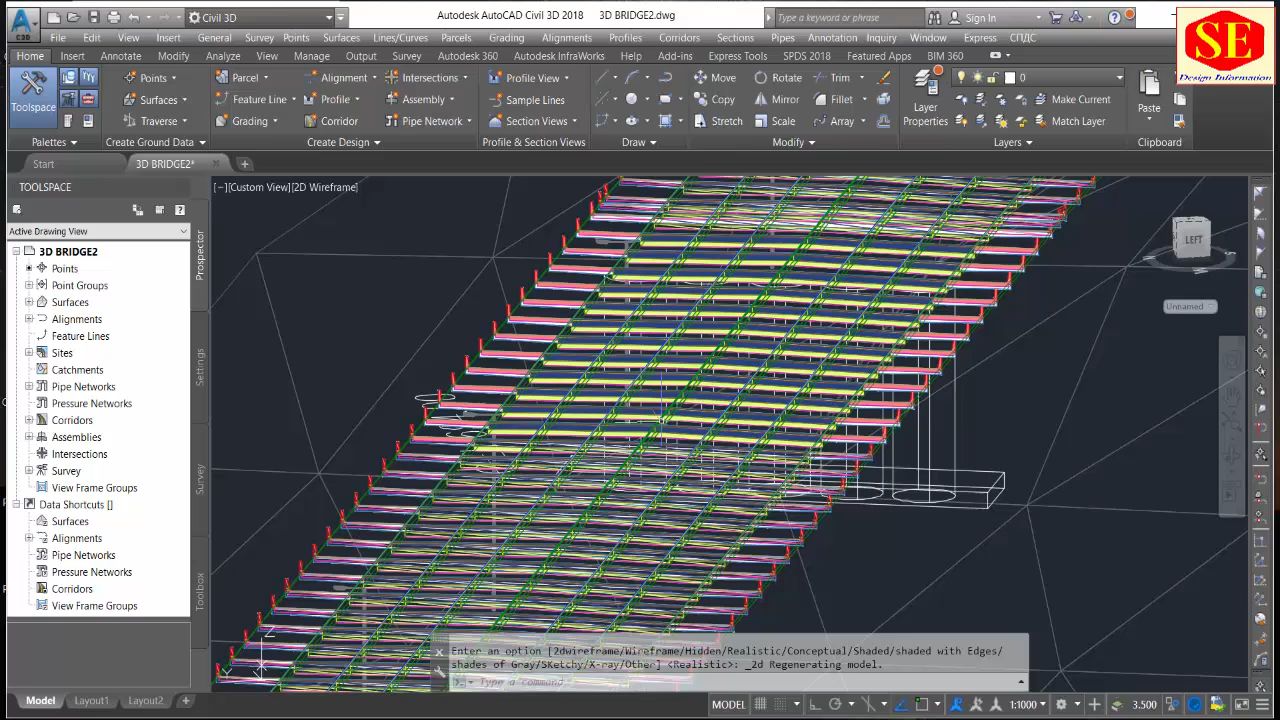 Civil 3D
Autodesk AutoCAD Civil 3D 2018 3D BRIDGE2.dwg
Type a keyword or phrase
Sign In
C3D
File Edit View Insert General Survey Points Surfaces Lines/Curves Parcels Grading Alignments Profiles Corridors Sections Pipes Annotation Inquiry Window Express СПДС
Home Insert Annotate Modify Analyze View Manage Output Survey Autodesk 360 Autodesk InfraWorks Help Add-ins Express Tools SPDS 2018 Featured Apps BIM 360
SE
Design Information
Toolspace
Points
Surfaces
Traverse
Parcel
Feature Line
Grading
Alignment
Profile
Corridor
Intersections
Assembly
Pipe Network
Profile View
Sample Lines
Section Views
Move
Copy
Stretch
Rotate
Mirror
Scale
Trim
Fillet
Array
Layer
Properties
0
Make Current
Match Layer
Paste
Palettes Create Ground Data Create Design Profile & Section Views Draw Modify Layers Clipboard
Start 3D BRIDGE2*
TOOLSPACE
[−][Custom View][2D Wireframe]
Active Drawing View
3D BRIDGE2
Points
Point Groups
Surfaces
Alignments
Feature Lines
Sites
Catchments
Pipe Networks
Pressure Networks
Corridors
Assemblies
Intersections
Survey
View Frame Groups
Data Shortcuts []
Surfaces
Alignments
Pipe Networks
Pressure Networks
Corridors
View Frame Groups
Prospector
Settings
Survey
Toolbox
LEFT
Unnamed
Enter an option [2dwireframe/Wireframe/Hidden/Realistic/Conceptual/Shaded/shaded with Edges/
shades of Gray/SKetchy/X-ray/Other] <Realistic>: _2d Regenerating model.
Type a command
Model Layout1 Layout2
MODEL
1:1000
3.500